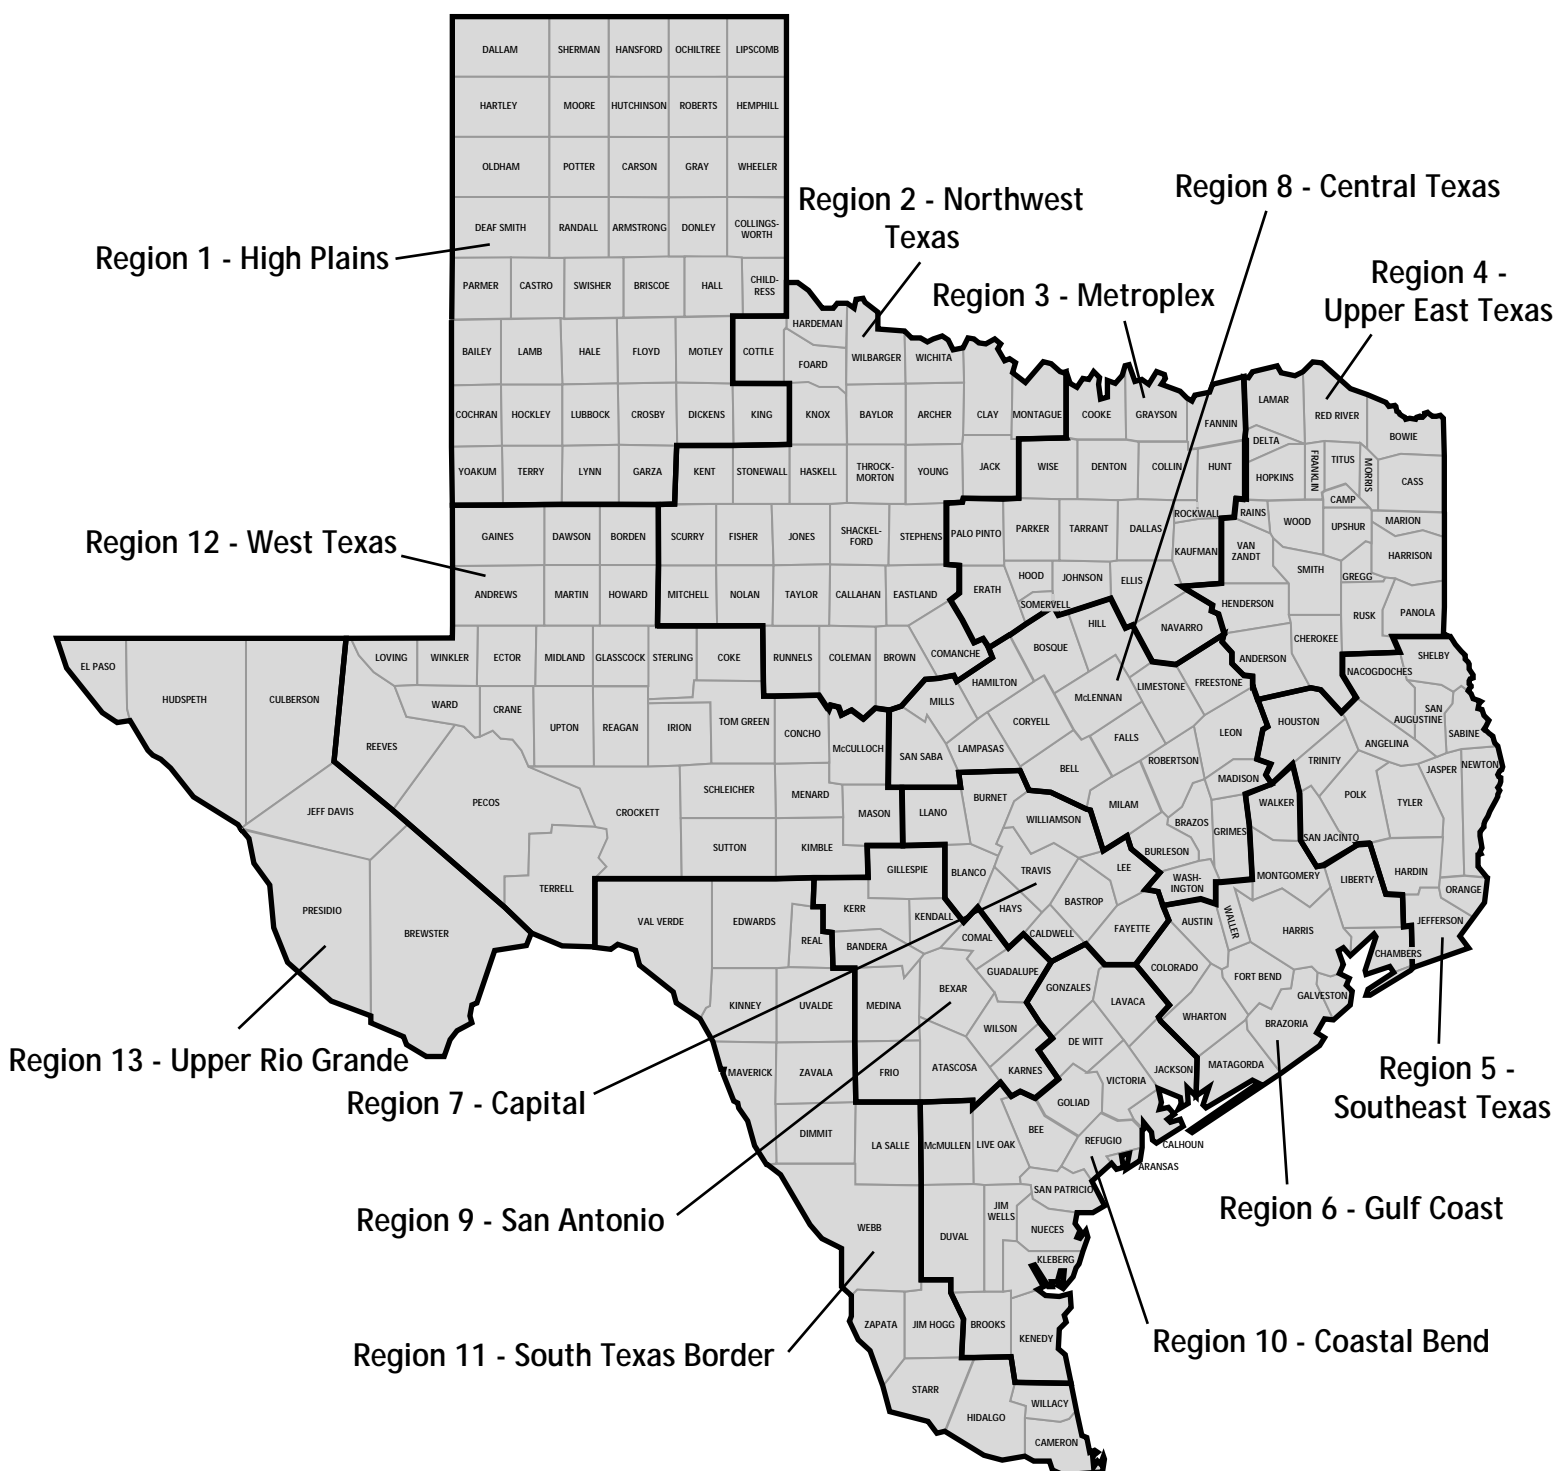 DALLAM SHERMAN HANSFORD OCHILTREE LIPSCOMB
HARTLEY MOORE HUTCHINSON ROBERTS HEMPHILL
OLDHAM POTTER CARSON GRAY WHEELER
Region 8 - Central Texas
Region 2 - Northwest
Texas
DEAF SMITH RANDALL ARMSTRONG DONLEY COLLINGS-
WORTH
Region 1 - High Plains
Region 4 -
Upper East Texas
Region 3 - Metroplex
PARMER CASTRO SWISHER BRISCOE HALL CHILD-
RESS
HARDEMAN
BAILEY LAMB HALE FLOYD MOTLEY COTTLE FOARD WILBARGER WICHITA
COCHRAN HOCKLEY LUBBOCK CROSBY DICKENS KING KNOX BAYLOR ARCHER CLAY MONTAGUE COOKE GRAYSON FANNIN LAMAR RED RIVER BOWIE
DELTA
YOAKUM TERRY LYNN GARZA KENT STONEWALL HASKELL THROCK-
MORTON YOUNG JACK WISE DENTON COLLIN HUNT HOPKINS FRANKLIN TITUS MORRIS CASS
CAMP
Region 12 - West Texas
GAINES DAWSON BORDEN SCURRY FISHER JONES SHACKEL-
FORD STEPHENS PALO PINTO PARKER TARRANT DALLAS ROCKWALL RAINS WOOD UPSHUR MARION
KAUFMAN VAN
ZANDT HARRISON
ANDREWS MARTIN HOWARD MITCHELL NOLAN TAYLOR CALLAHAN EASTLAND ERATH HOOD JOHNSON ELLIS SMITH GREGG
SOMERVELL HENDERSON RUSK PANOLA
HILL NAVARRO CHEROKEE
EL PASO HUDSPETH CULBERSON
LOVING WINKLER ECTOR MIDLAND GLASSCOCK STERLING COKE RUNNELS COLEMAN BROWN COMANCHE BOSQUE ANDERSON NACOGDOCHES SHELBY
HAMILTON McLENNAN LIMESTONE FREESTONE
WARD CRANE UPTON REAGAN IRION TOM GREEN CONCHO McCULLOCH MILLS CORYELL FALLS LEON HOUSTON SAN
AUGUSTINE SABINE
REEVES SAN SABA LAMPASAS BELL ROBERTSON MADISON TRINITY ANGELINA JASPER NEWTON
JEFF DAVIS PECOS CROCKETT SCHLEICHER MENARD MASON LLANO BURNET WILLIAMSON MILAM BRAZOS GRIMES WALKER POLK TYLER
SAN JACINTO
SUTTON KIMBLE GILLESPIE BLANCO TRAVIS LEE BURLESON WASH-
INGTON MONTGOMERY LIBERTY HARDIN ORANGE
TERRELL
PRESIDIO BREWSTER VAL VERDE EDWARDS REAL KERR KENDALL HAYS BASTROP AUSTIN WALLER HARRIS JEFFERSON
BANDERA COMAL CALDWELL FAYETTE CHAMBERS
COLORADO FORT BEND GALVESTON
KINNEY UVALDE MEDINA BEXAR GUADALUPE GONZALES LAVACA WHARTON BRAZORIA
WILSON DE WITT
Region 13 - Upper Rio Grande
MAVERICK ZAVALA FRIO ATASCOSA KARNES VICTORIA JACKSON MATAGORDA
Region 5 -
Southeast Texas
Region 7 - Capital
GOLIAD
DIMMIT LA SALLE McMULLEN LIVE OAK BEE REFUGIO CALHOUN
ARANSAS
SAN PATRICIO
Region 9 - San Antonio
Region 6 - Gulf Coast
WEBB DUVAL JIM
WELLS NUECES
KLEBERG
ZAPATA JIM HOGG BROOKS KENEDY
Region 11 - South Texas Border
Region 10 - Coastal Bend
STARR HIDALGO WILLACY
CAMERON